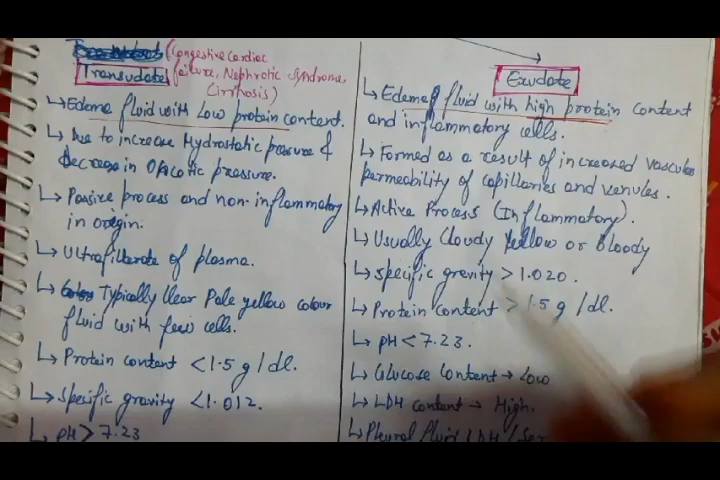 (Congestive Cardiac
Transudate failure, Nephrotic Syndrome,
Cirrhosis)
↳ Edema fluid with Low protein content.
↳ Due to increase Hydrostatic pressure &
decrease in Oncotic pressure.
↳ Passive process and non-inflammatory
in origin.
↳ Ultrafiltrate of plasma.
↳ Typically Clear Pale yellow colour
fluid with few cells.
↳ Protein content <1.5 g/dl.
↳ Specific gravity <1.012.
↳ pH > 7.23
Exudate
↳ Edema fluid with high protein content
and inflammatory cells.
↳ Formed as a result of increased vascular
permeability of capillaries and venules.
↳ Active Process (Inflammatory).
↳ Usually Cloudy Yellow or Bloody
↳ Specific gravity > 1.020.
↳ Protein content > 1.5 g/dl.
↳ pH < 7.23.
↳ Glucose Content → Low
↳ LDH content → High.
↳ Pleural fluid LDH/Ser